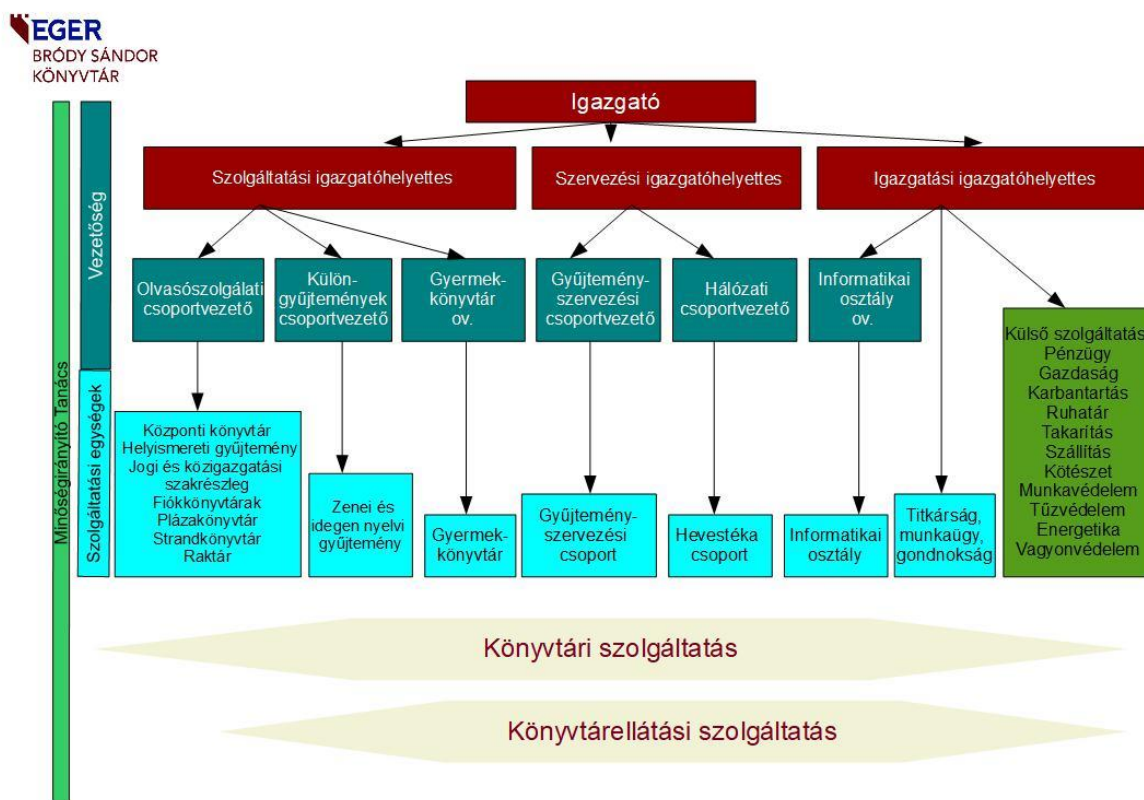 EGER
BRÓDY SÁNDOR
KÖNYVTÁR
Igazgató
Szolgáltatási igazgatóhelyettes
Szervezési igazgatóhelyettes
Igazgatási igazgatóhelyettes
Minőségirányító Tanács
Vezetőség
Szolgáltatási egységek
Olvasószolgálati
csoportvezető
Külön-
gyűjtemények
csoportvezető
Gyermek-
könyvtár
ov.
Gyűjtemény-
szervezési
csoportvezető
Hálózati
csoportvezető
Informatikai
osztály
ov.
Külső szolgáltatás
Pénzügy
Gazdaság
Karbantartás
Ruhatár
Takarítás
Szállítás
Kötészet
Munkavédelem
Tűzvédelem
Energetika
Vagyonvédelem
Központi könyvtár
Helyismereti gyűjtemény
Jogi és közigazgatási
szakrészleg
Fiókkönyvtárak
Plázakönyvtár
Strandkönyvtár
Raktár
Zenei és
idegen nyelvi
gyűjtemény
Gyermek-
könyvtár
Gyűjtemény-
szervezési
csoport
Hevestéka
csoport
Informatikai
osztály
Titkárság,
munkaügy,
gondnokság
Könyvtári szolgáltatás
Könyvtárellátási szolgáltatás